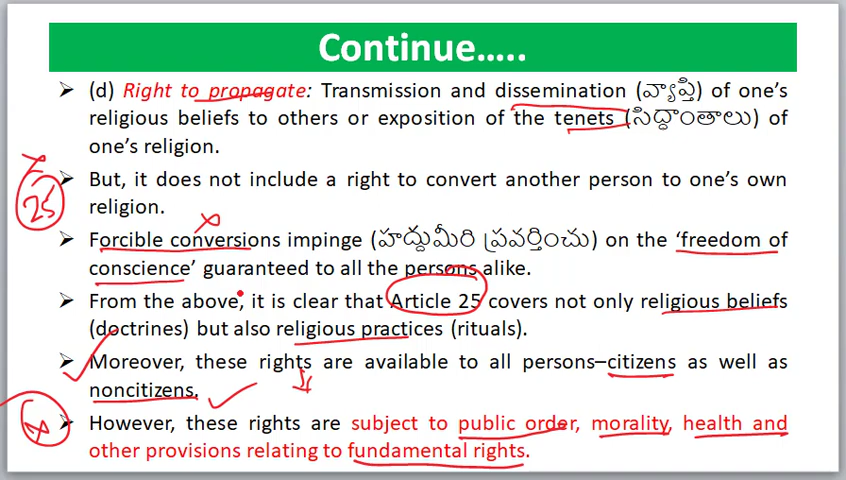 Continue…..
➢ (d) Right to propagate: Transmission and dissemination (వ్యాప్తి) of one's
religious beliefs to others or exposition of the tenets (సిద్ధాంతాలు) of
one's religion.
➢ But, it does not include a right to convert another person to one's own
religion.
25
➢ Forcible conversions impinge (హద్దుమీరి ప్రవర్తించు) on the 'freedom of
conscience' guaranteed to all the persons alike.
➢ From the above, it is clear that Article 25 covers not only religious beliefs
(doctrines) but also religious practices (rituals).
➢ Moreover, these rights are available to all persons–citizens as well as
noncitizens.
➢ However, these rights are subject to public order, morality, health and
other provisions relating to fundamental rights.